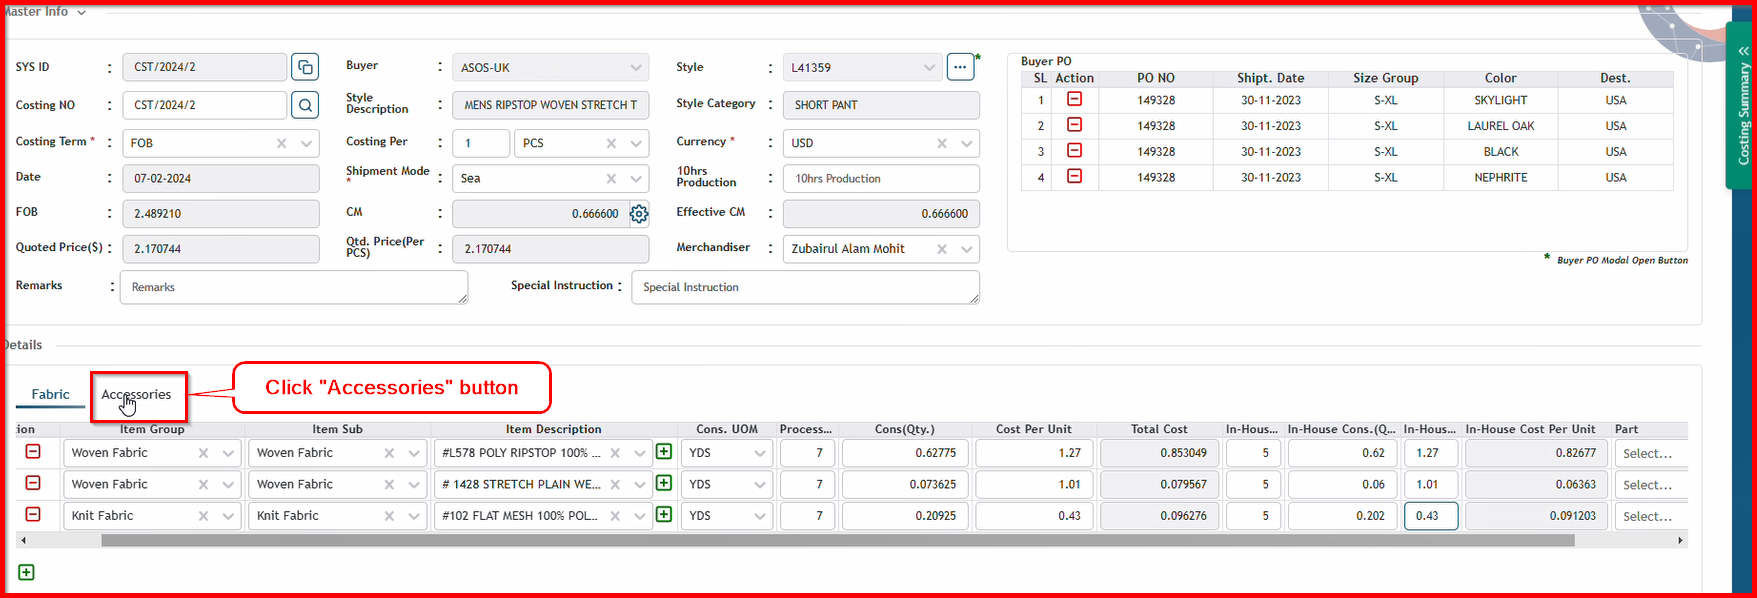 Master Info
SYS ID : CST/2024/2
Buyer : ASOS-UK
Style : L41359 ... *
Costing NO : CST/2024/2
Style Description : MENS RIPSTOP WOVEN STRETCH T
Style Category : SHORT PANT
Costing Term * : FOB
Costing Per : 1 PCS
Currency * : USD
Date : 07-02-2024
Shipment Mode * : Sea
10hrs Production : 10hrs Production
FOB : 2.489210
CM : 0.666600
Effective CM : 0.666600
Quoted Price($) : 2.170744
Qtd. Price(Per PCS) : 2.170744
Merchandiser : Zubairul Alam Mohit
Remarks : Remarks
Special Instruction : Special Instruction
Buyer PO
SL Action PO NO Shipt. Date Size Group Color Dest.
1 149328 30-11-2023 S-XL SKYLIGHT USA
2 149328 30-11-2023 S-XL LAUREL OAK USA
3 149328 30-11-2023 S-XL BLACK USA
4 149328 30-11-2023 S-XL NEPHRITE USA
* Buyer PO Modal Open Button
Costing Summary
Details
Fabric Accessories
Click "Accessories" button
ion Item Group Item Sub Item Description Cons. UOM Process... Cons(Qty.) Cost Per Unit Total Cost In-Hous... In-House Cons.(Q... In-Hous... In-House Cost Per Unit Part
Woven Fabric Woven Fabric #L578 POLY RIPSTOP 100% ... YDS 7 0.62775 1.27 0.853049 5 0.62 1.27 0.82677 Select...
Woven Fabric Woven Fabric # 1428 STRETCH PLAIN WE... YDS 7 0.073625 1.01 0.079567 5 0.06 1.01 0.06363 Select...
Knit Fabric Knit Fabric #102 FLAT MESH 100% POL... YDS 7 0.20925 0.43 0.096276 5 0.202 0.43 0.091203 Select...